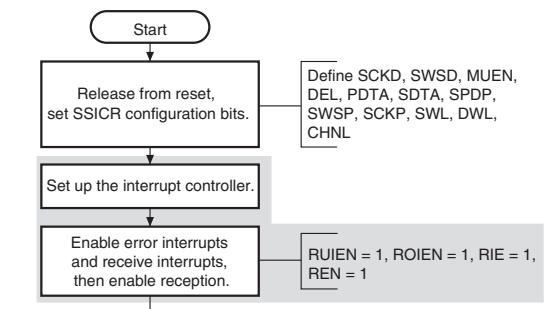 Start
Release from reset,
set SSICR configuration bits.
Define SCKD, SWSD, MUEN,
DEL, PDTA, SDTA, SPDP,
SWSP, SCKP, SWL, DWL,
CHNL
Set up the interrupt controller.
Enable error interrupts
and receive interrupts,
then enable reception.
RUIEN = 1, ROIEN = 1, RIE = 1,
REN = 1